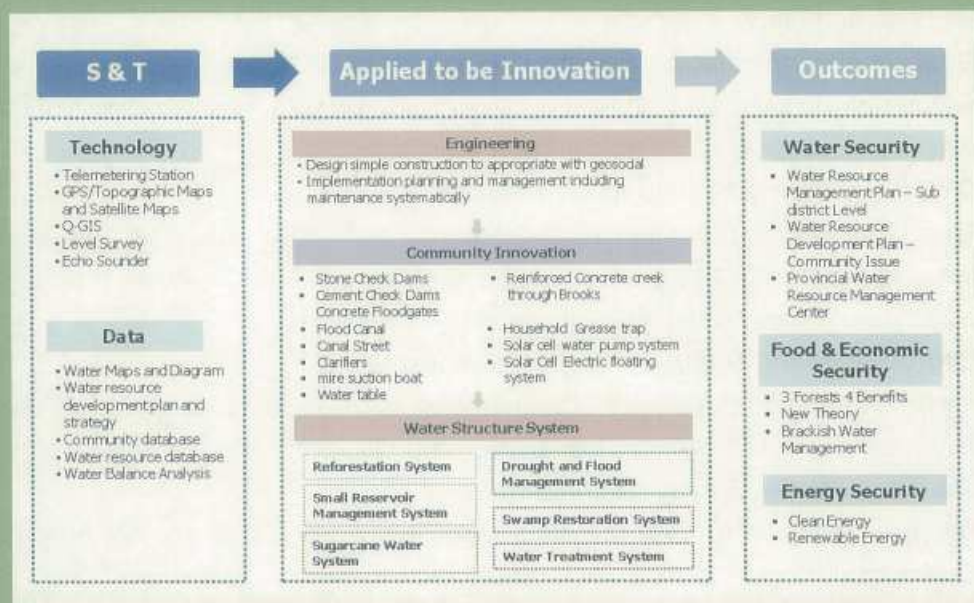 S & T
Applied to be Innovation
Outcomes
Technology
• Telemetering Station
• GPS/Topographic Maps
and Satellite Maps
• Q-GIS
• Level Survey
• Echo Sounder
Data
• Water Maps and Diagram
• Water resource
development plan and
strategy
• Community database
• Water resource database
• Water Balance Analysis
Engineering
• Design simple construction to appropriate with geosocial
• Implementation planning and management including
maintenance systematically
Community Innovation
• Stone Check Dams
• Cement Check Dams
Concrete Floodgates
• Flood Canal
• Canal Street
• Clarifiers
• mire suction boat
• Water table
• Reinforced Concrete creek
through Brooks
• Household Grease trap
• Solar cell water pump system
• Solar Cell Electric floating
system
Water Structure System
Reforestation System
Small Reservoir
Management System
Sugarcane Water
System
Drought and Flood
Management System
Swamp Restoration System
Water Treatment System
Water Security
• Water Resource
Management Plan – Sub
district Level
• Water Resource
Development Plan –
Community Issue
• Provincial Water
Resource Management
Center
Food & Economic
Security
• 3 Forests 4 Benefits
• New Theory
• Brackish Water
Management
Energy Security
• Clean Energy
• Renewable Energy